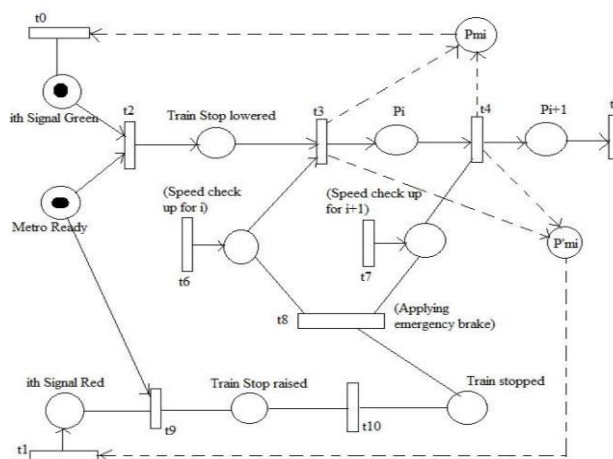 t0
Pmi
ith Signal Green
t2
Train Stop lowered
t3
Pi
t4
Pi+1
t
Metro Ready
(Speed check
up for i)
(Speed check up
for i+1)
P'mi
t6
t7
t8
(Applying
emergency brake)
ith Signal Red
Train Stop raised
Train stopped
t9
t10
t1